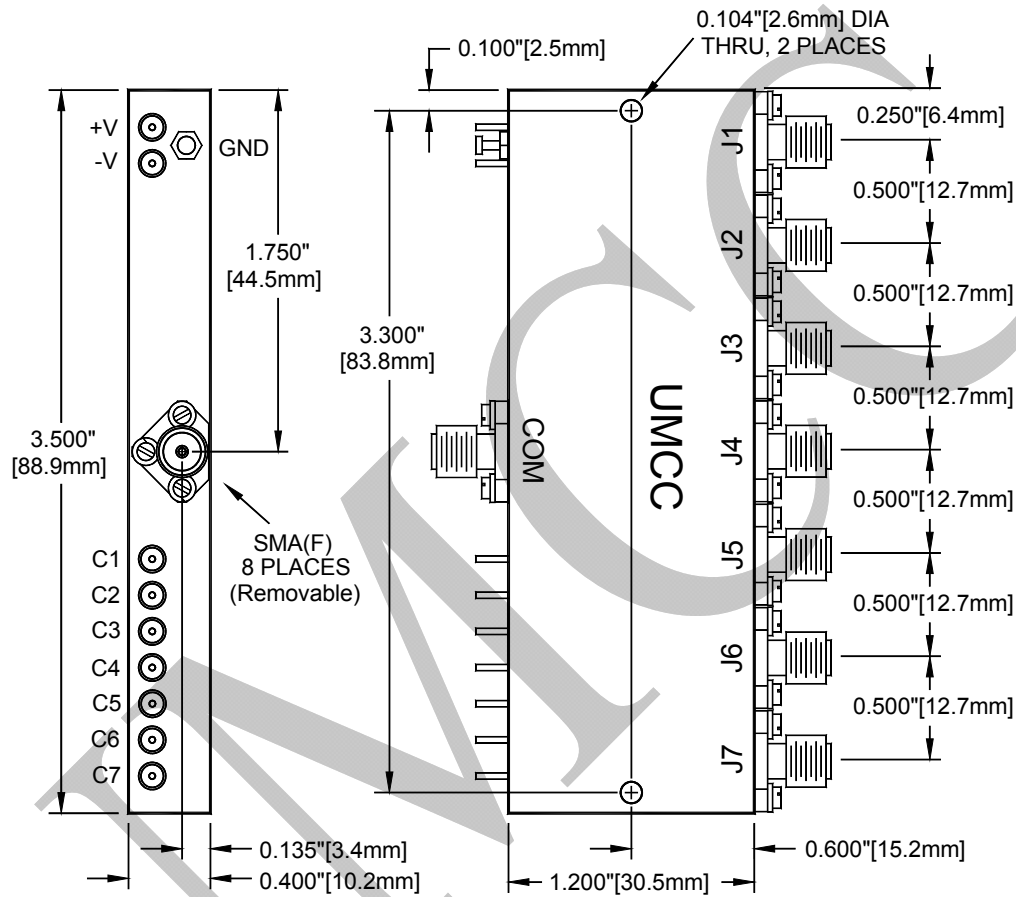 0.104"[2.6mm] DIA
THRU, 2 PLACES
0.100"[2.5mm]
+V
-V
GND
1.750"
[44.5mm]
3.500"
[88.9mm]
SMA(F)
8 PLACES
(Removable)
C1
C2
C3
C4
C5
C6
C7
0.135"[3.4mm]
0.400"[10.2mm]
3.300"
[83.8mm]
COM
UMCC
J1
J2
J3
J4
J5
J6
J7
0.250"[6.4mm]
0.500"[12.7mm]
0.500"[12.7mm]
0.500"[12.7mm]
0.500"[12.7mm]
0.500"[12.7mm]
0.500"[12.7mm]
0.600"[15.2mm]
1.200"[30.5mm]
UMCC